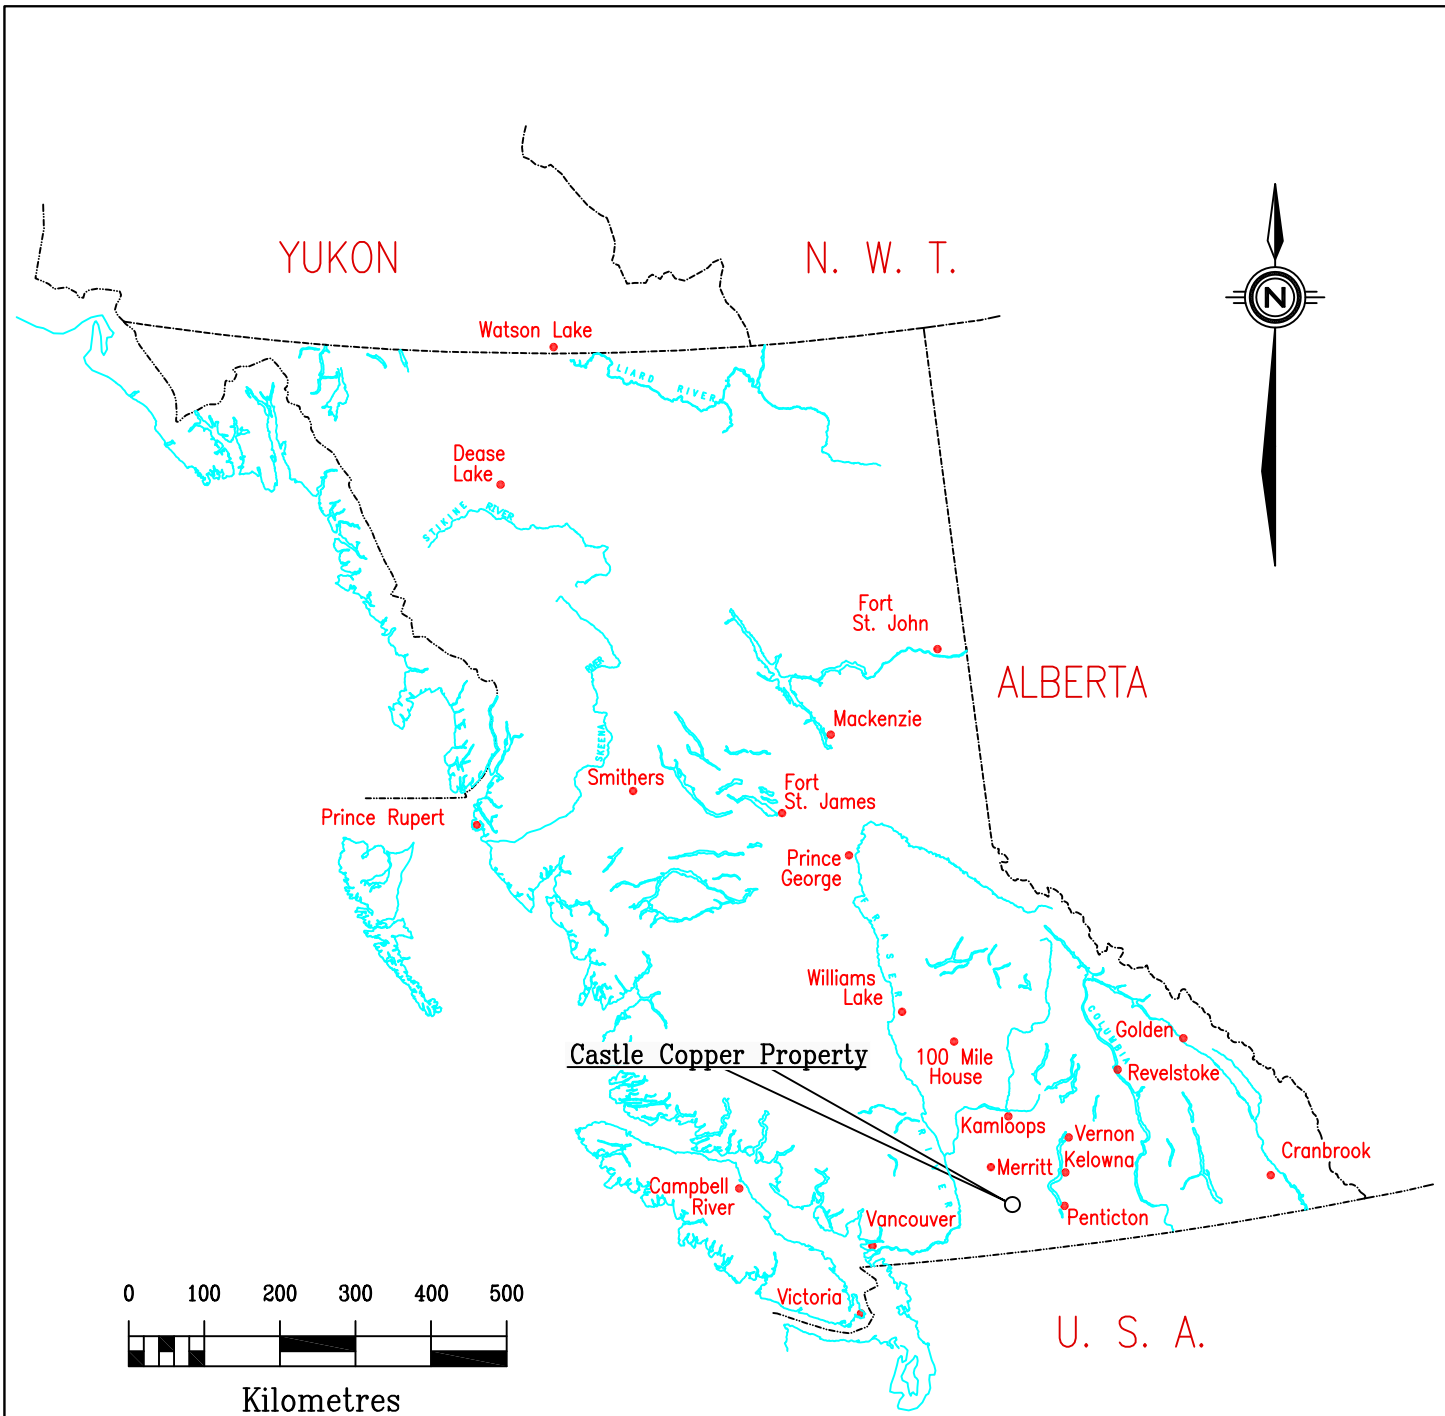 YUKON
N. W. T.
N
Watson Lake
LIARD RIVER
Dease
Lake
STIKINE RIVER
Fort
St. John
ALBERTA
Mackenzie
SKEENA
Smithers
Fort
St. James
Prince Rupert
Prince
George
FRASER RIVER
Williams
Lake
COLUMBIA
Golden
Castle Copper Property
100 Mile
House
Revelstoke
Kamloops
Vernon
Merritt
Kelowna
Cranbrook
Campbell
River
Vancouver
Penticton
Victoria
0 100 200 300 400 500
Kilometres
U. S. A.